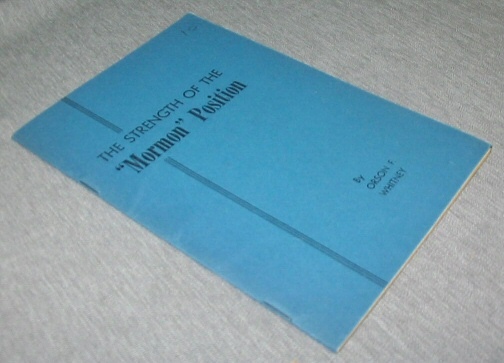 THE STRENGTH OF THE
"Mormon" Position
By
ORSON F.
WHITNEY